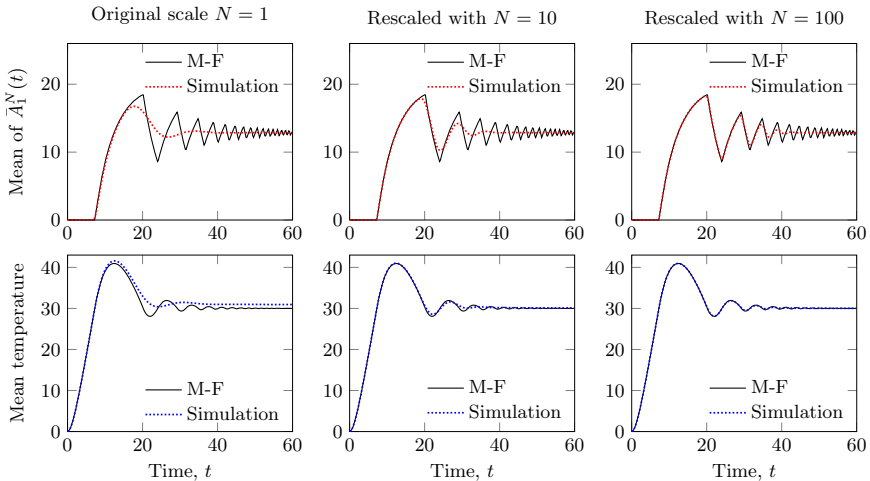 Original scale N = 1
Rescaled with N = 10
Rescaled with N = 100
Mean of Ā₁ᴺ(t)
20
10
0
M-F
Simulation
0 20 40 60
20
10
0
M-F
Simulation
0 20 40 60
20
10
0
M-F
Simulation
0 20 40 60
Mean temperature
40
30
20
10
0
M-F
Simulation
0 20 40 60
Time, t
40
30
20
10
0
M-F
Simulation
0 20 40 60
Time, t
40
30
20
10
0
M-F
Simulation
0 20 40 60
Time, t